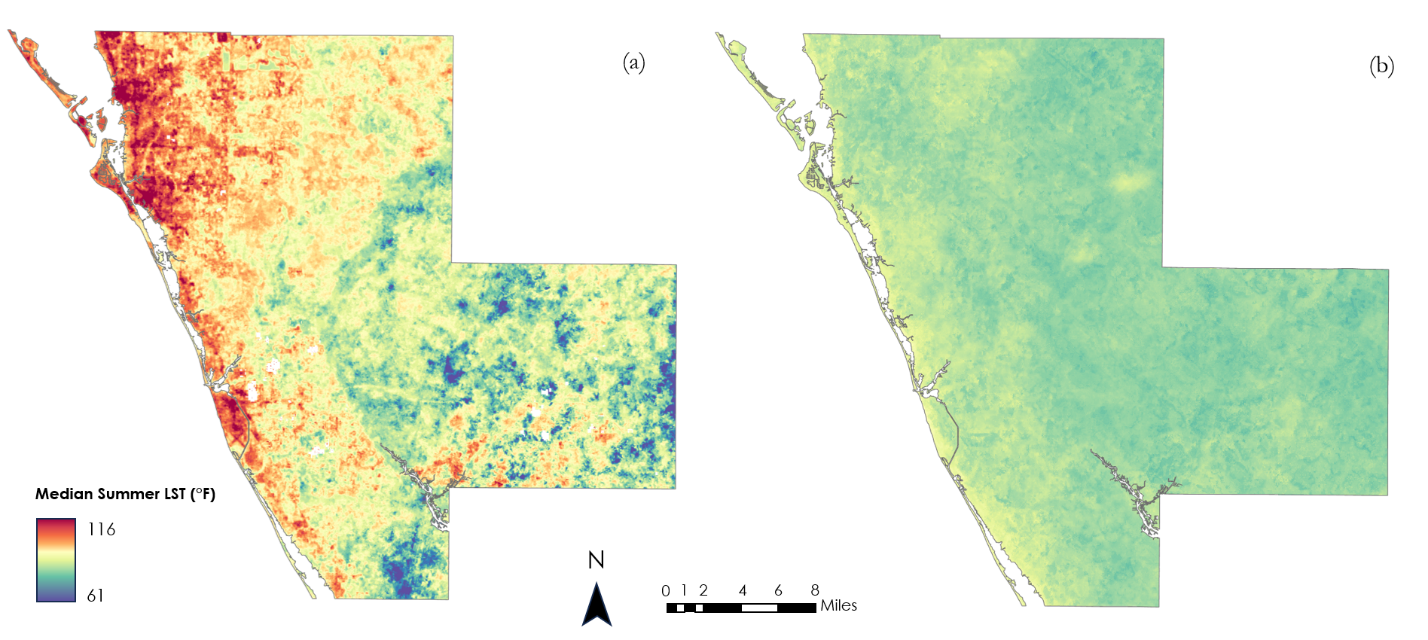 (a)
(b)
Median Summer LST (°F)
116
61
N
0 1 2 4 6 8
Miles